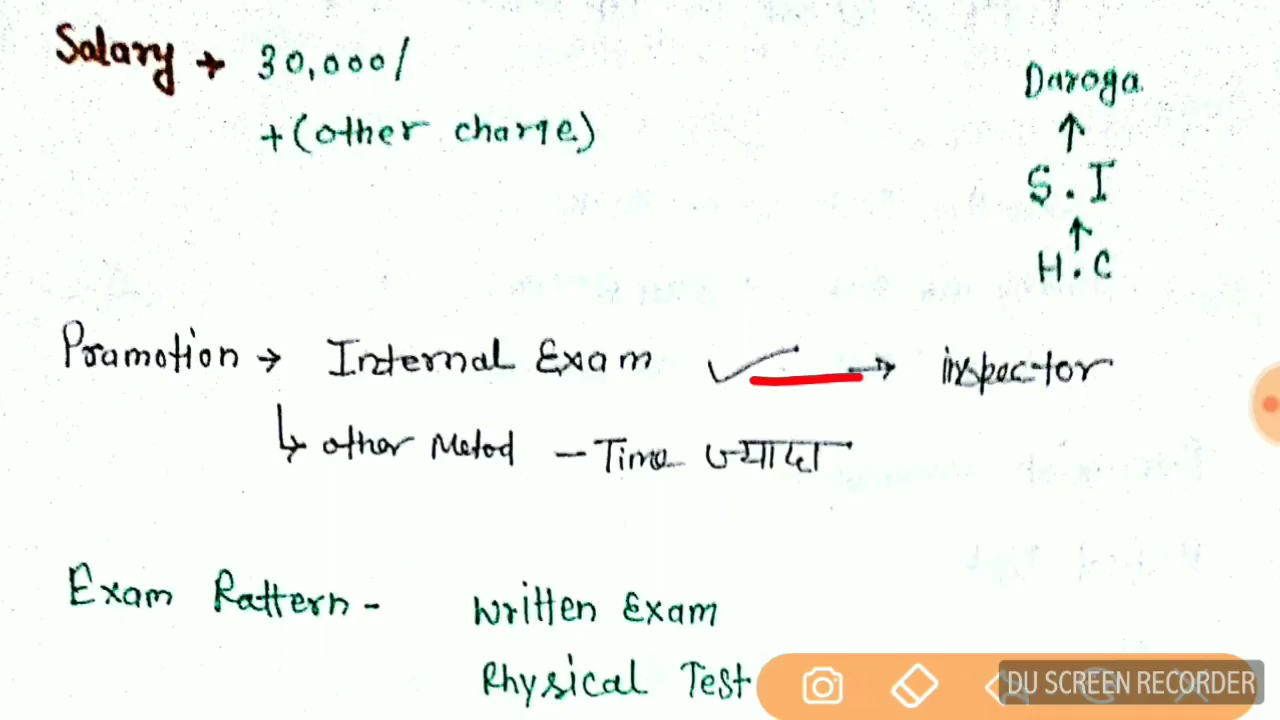 Salary → 30,000/
+ (other charge)
Daroga
↑
S.I
↑
H.C
Pramotion → Internal Exam ✓ → inspector
↳ other Metod - Time ज्यादा
Exam Pattern - Written Exam
Physical Test
DU SCREEN RECORDER